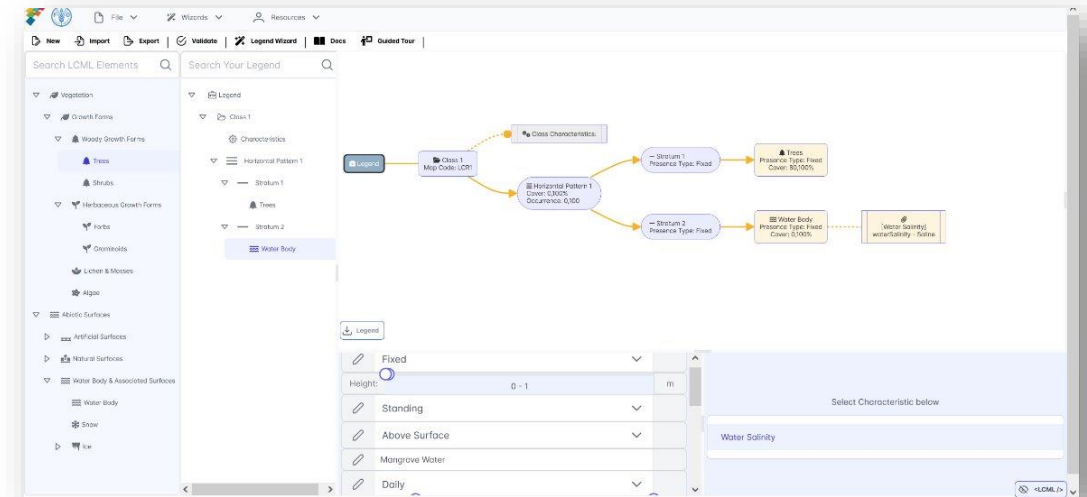 File
Wizards
Resources
New
Import
Export
Validate
Legend Wizard
Docs
Guided Tour
Search LCML Elements
Search Your Legend
Vegetation
Growth Forms
Woody Growth Forms
Trees
Shrubs
Herbaceous Growth Forms
Forbs
Graminoids
Lichen & Mosses
Algae
Abiotic Surfaces
Artificial Surfaces
Natural Surfaces
Water Body & Associated Surfaces
Water Body
Snow
Ice
Legend
Class 1
Characteristics
Horizontal Pattern 1
Stratum 1
Trees
Stratum 2
Water Body
Legend
Class 1
Map Code: LCR1
Class Characteristics:
Horizontal Pattern 1
Cover: 0,100%
Occurrence: 0,100
Stratum 1
Presence Type: Fixed
Trees
Presence Type: Fixed
Cover: 80,100%
Stratum 2
Presence Type: Fixed
Water Body
Presence Type: Fixed
Cover: 0,100%
[Water Salinity]
waterSalinity - Saline
Legend
Fixed
Height:
0 - 1
m
Standing
Above Surface
Mangrove Water
Daily
Select Characteristic below
Water Salinity
<LCML/>